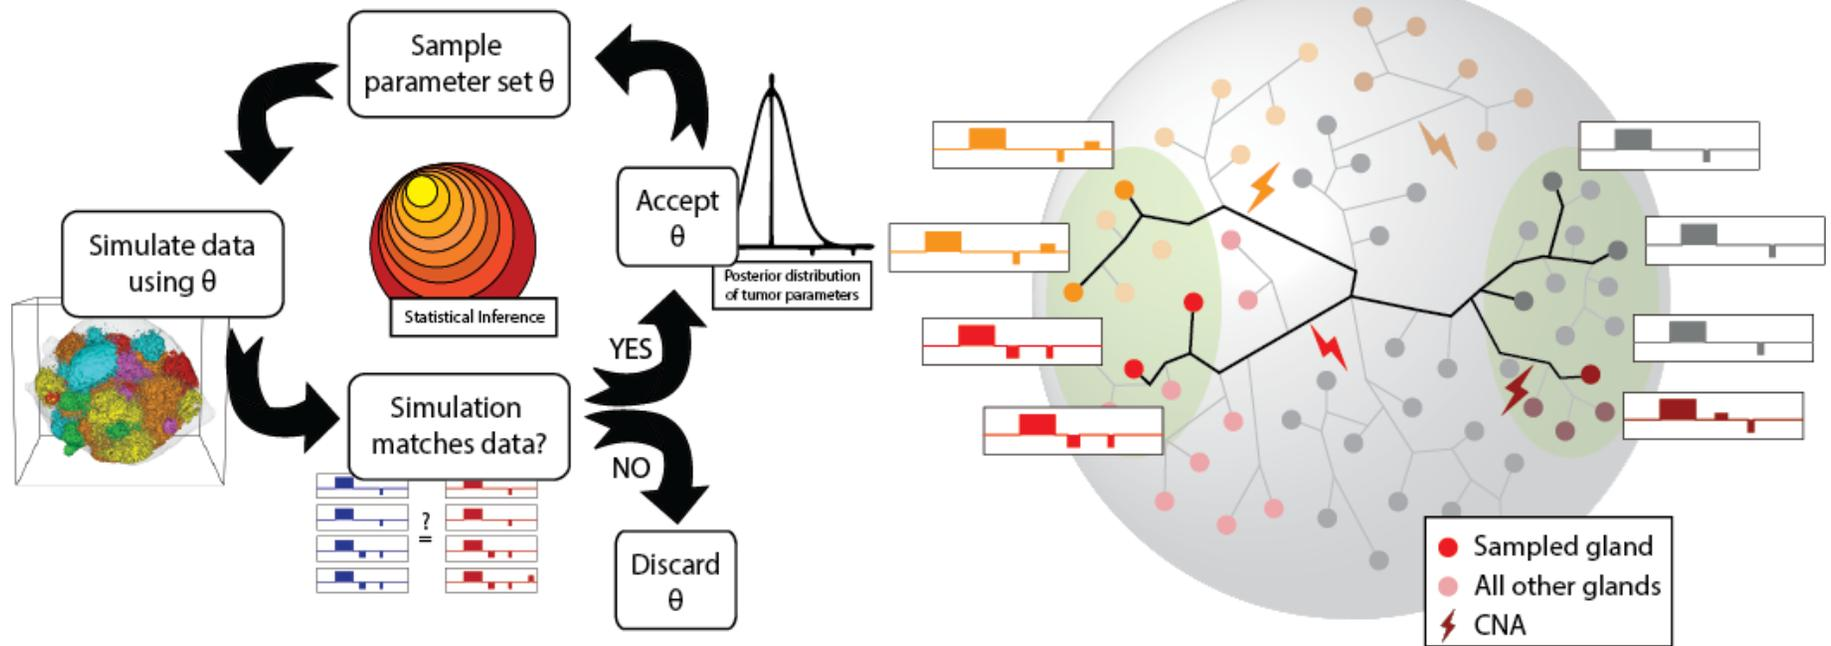 Sample
parameter set θ
Simulate data
using θ
Statistical Inference
Accept
θ
Posterior distribution
of tumor parameters
YES
Simulation
matches data?
NO
?
=
Discard
θ
Sampled gland
All other glands
CNA